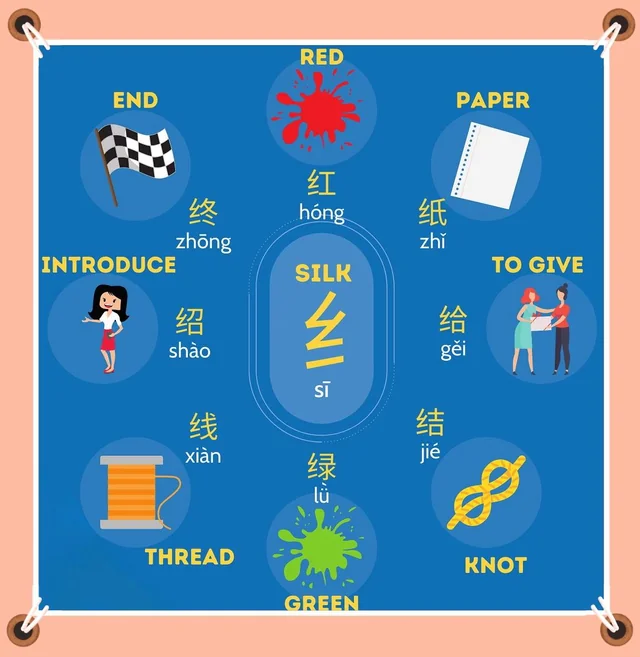 RED
红
hóng
PAPER
纸
zhǐ
TO GIVE
给
gěi
结
jié
KNOT
绿
lǜ
GREEN
线
xiàn
THREAD
INTRODUCE
绍
shào
END
终
zhōng
SILK
纟
sī